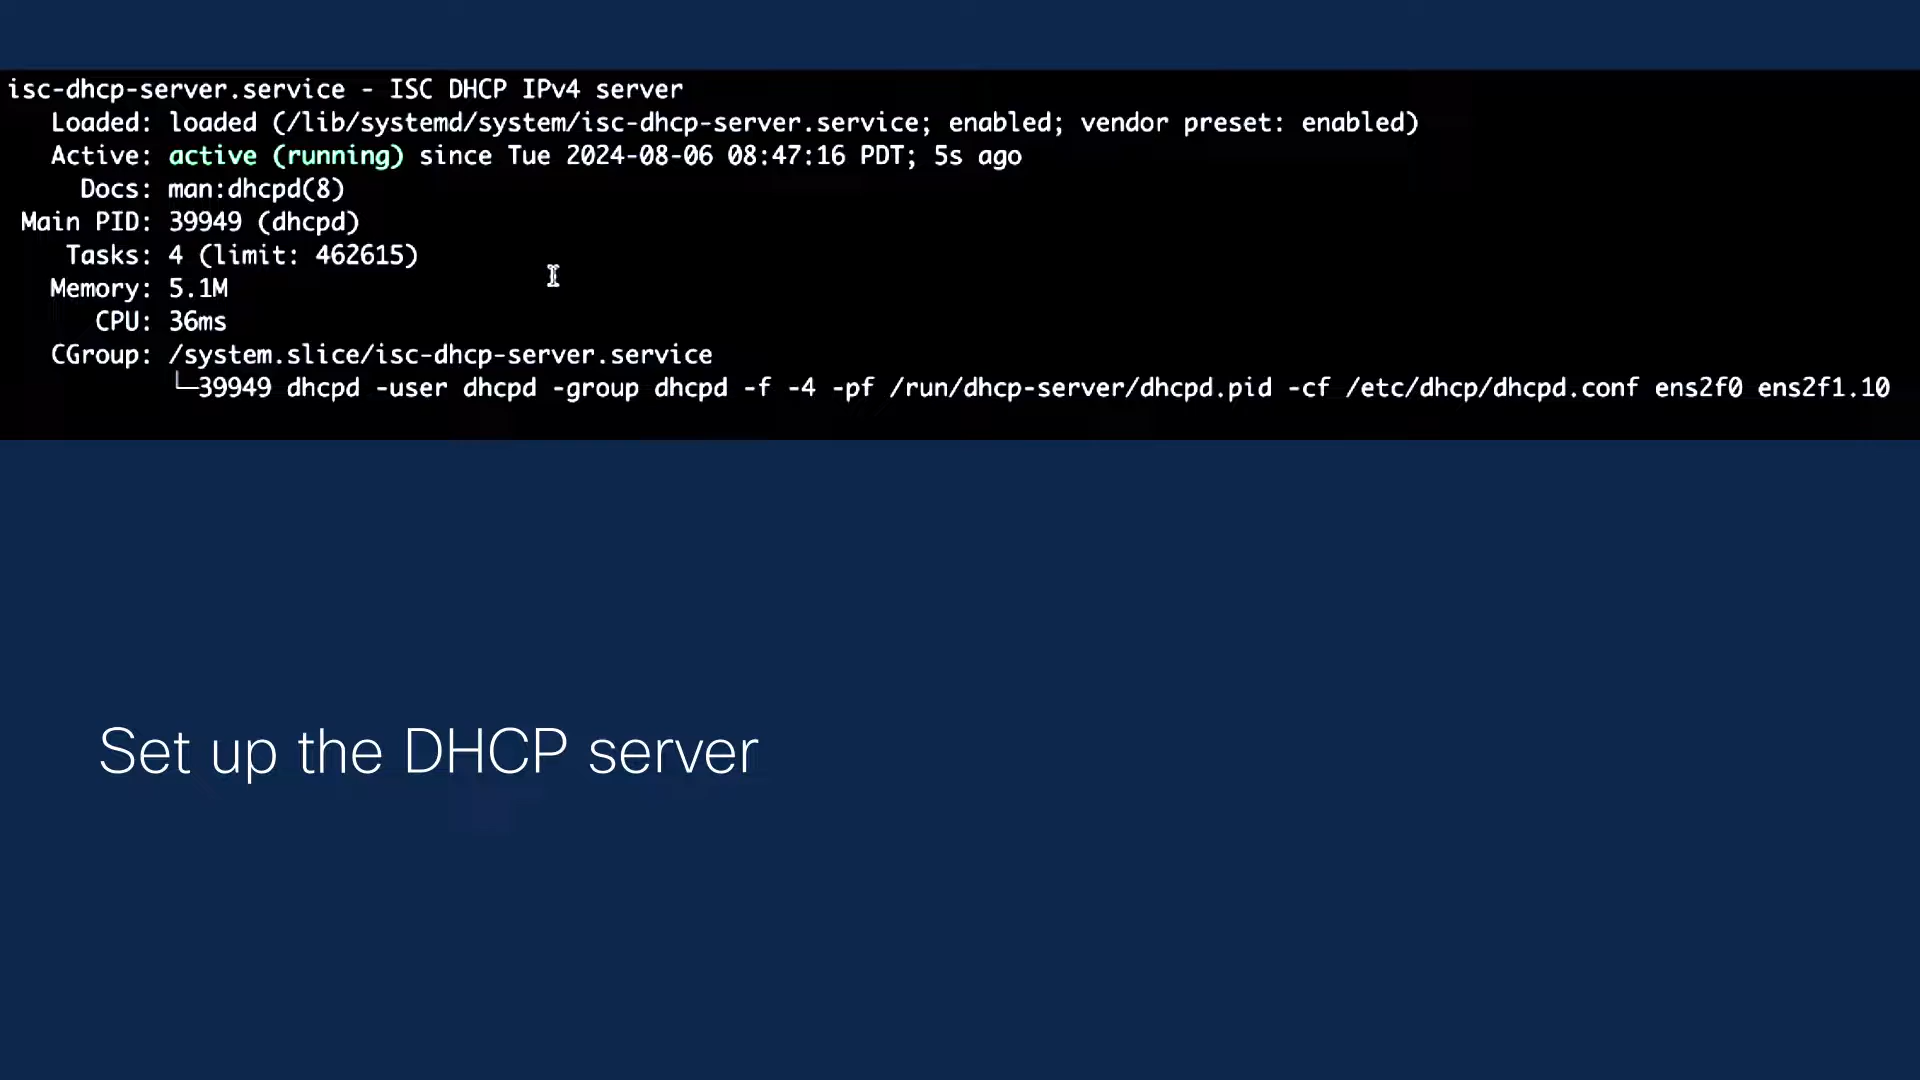 isc-dhcp-server.service - ISC DHCP IPv4 server
Loaded: loaded (/lib/systemd/system/isc-dhcp-server.service; enabled; vendor preset: enabled)
Active: active (running) since Tue 2024-08-06 08:47:16 PDT; 5s ago
Docs: man:dhcpd(8)
Main PID: 39949 (dhcpd)
Tasks: 4 (limit: 462615)
Memory: 5.1M
CPU: 36ms
CGroup: /system.slice/isc-dhcp-server.service
└─39949 dhcpd -user dhcpd -group dhcpd -f -4 -pf /run/dhcp-server/dhcpd.pid -cf /etc/dhcp/dhcpd.conf ens2f0 ens2f1.10
Set up the DHCP server